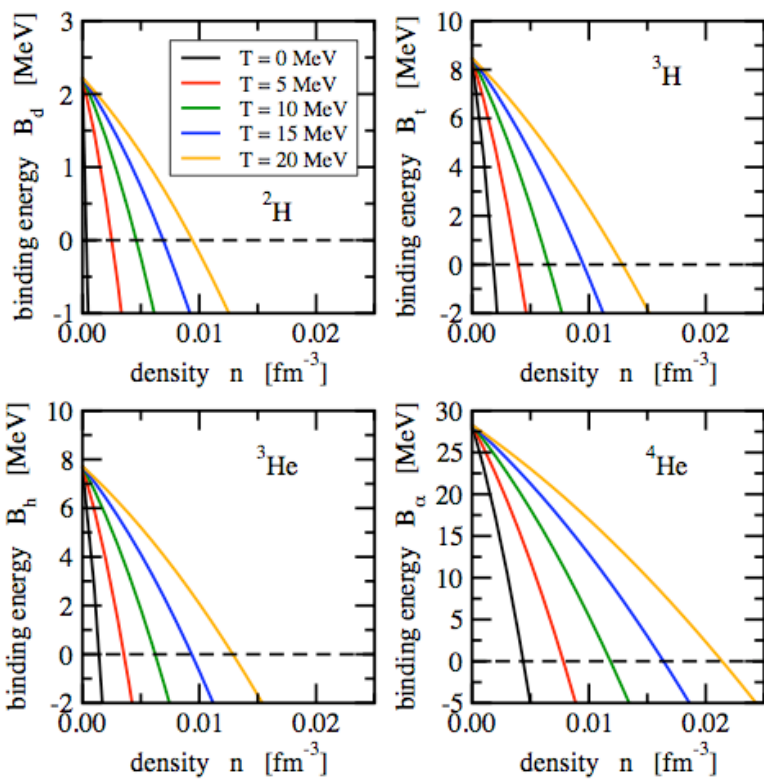 binding energy B_d [MeV]
3
2
1
0
-1
T = 0 MeV
T = 5 MeV
T = 10 MeV
T = 15 MeV
T = 20 MeV
²H
0.00 0.01 0.02
density n [fm⁻³]
binding energy B_t [MeV]
10
8
6
4
2
0
-2
³H
0.00 0.01 0.02
density n [fm⁻³]
binding energy B_h [MeV]
10
8
6
4
2
0
-2
³He
0.00 0.01 0.02
density n [fm⁻³]
binding energy B_α [MeV]
30
25
20
15
10
5
0
-5
⁴He
0.00 0.01 0.02
density n [fm⁻³]